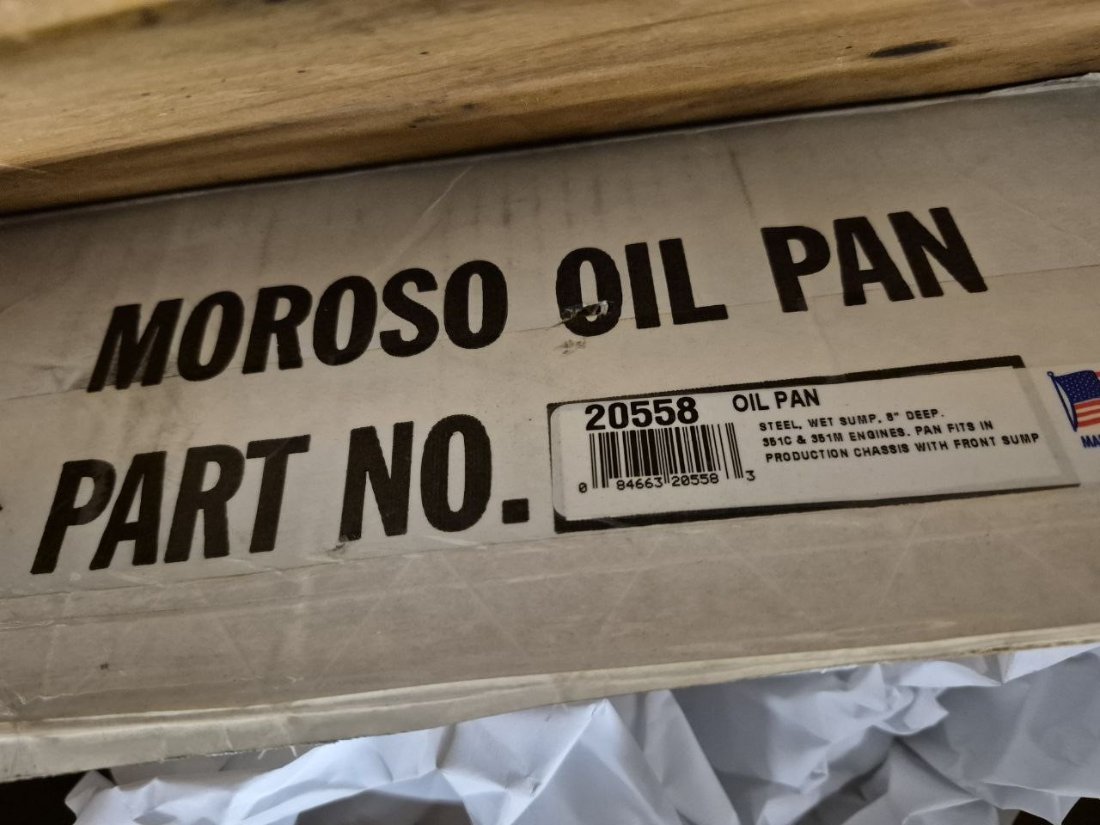 MOROSO OIL PAN
PART NO.
20558 OIL PAN
STEEL, WET SUMP, 8" DEEP.
351C & 351M ENGINES. PAN FITS IN
PRODUCTION CHASSIS WITH FRONT SUMP
0 84663 20558 3